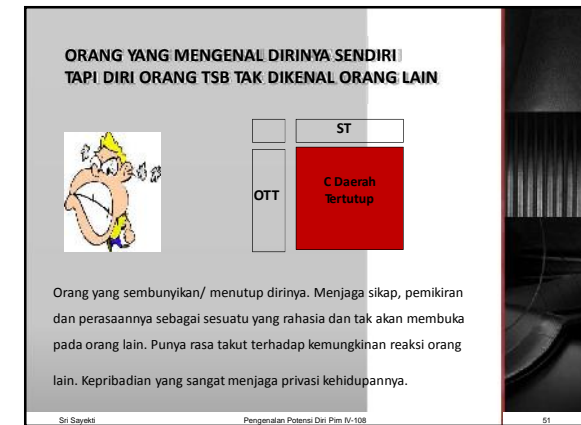 ORANG YANG MENGENAL DIRINYA SENDIRI
TAPI DIRI ORANG TSB TAK DIKENAL ORANG LAIN
ST
OTT
C Daerah
Tertutup
Orang yang sembunyikan/ menutup dirinya. Menjaga sikap, pemikiran
dan perasaannya sebagai sesuatu yang rahasia dan tak akan membuka
pada orang lain. Punya rasa takut terhadap kemungkinan reaksi orang
lain. Kepribadian yang sangat menjaga privasi kehidupannya.
Sri Sayekti
Pengenalan Potensi Diri Pim IV-108
51